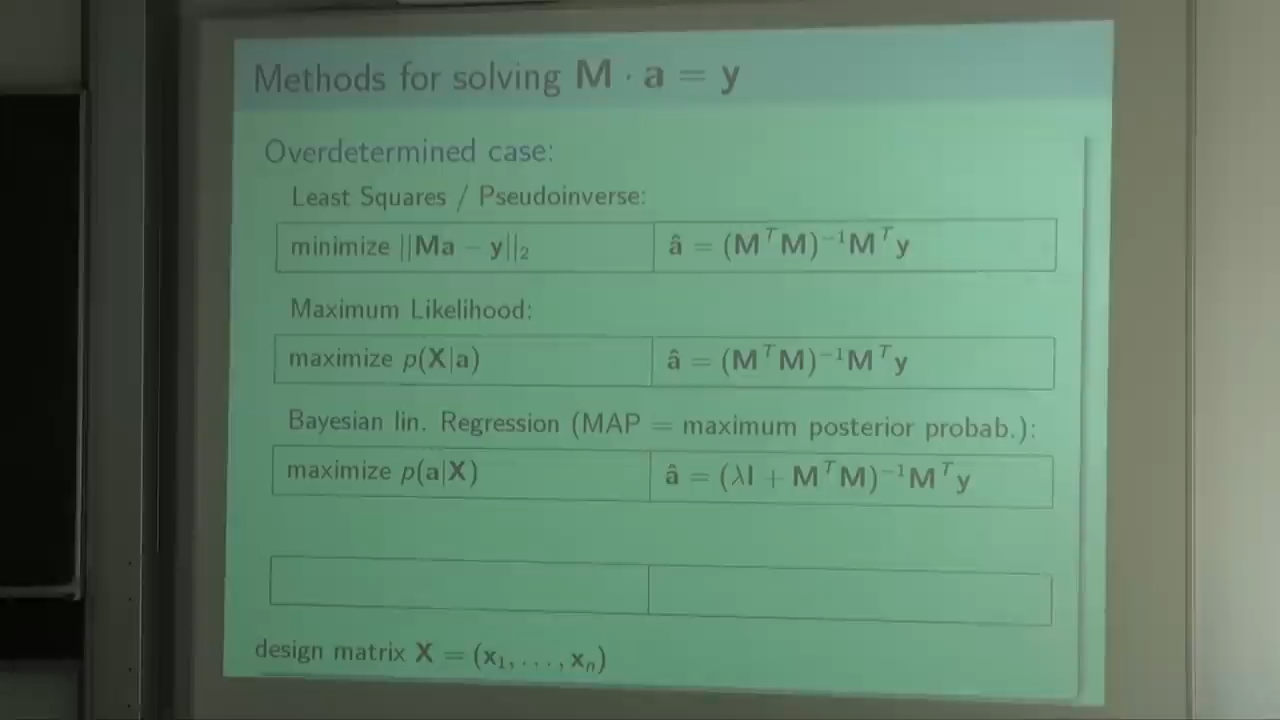 Methods for solving M · a = y
Overdetermined case:
Least Squares / Pseudoinverse:
minimize ||Ma − y||₂ â = (MᵀM)⁻¹Mᵀy
Maximum Likelihood:
maximize p(X|a) â = (MᵀM)⁻¹Mᵀy
Bayesian lin. Regression (MAP = maximum posterior probab.):
maximize p(a|X) â = (λI + MᵀM)⁻¹Mᵀy
design matrix X = (x₁, . . . , xₙ)